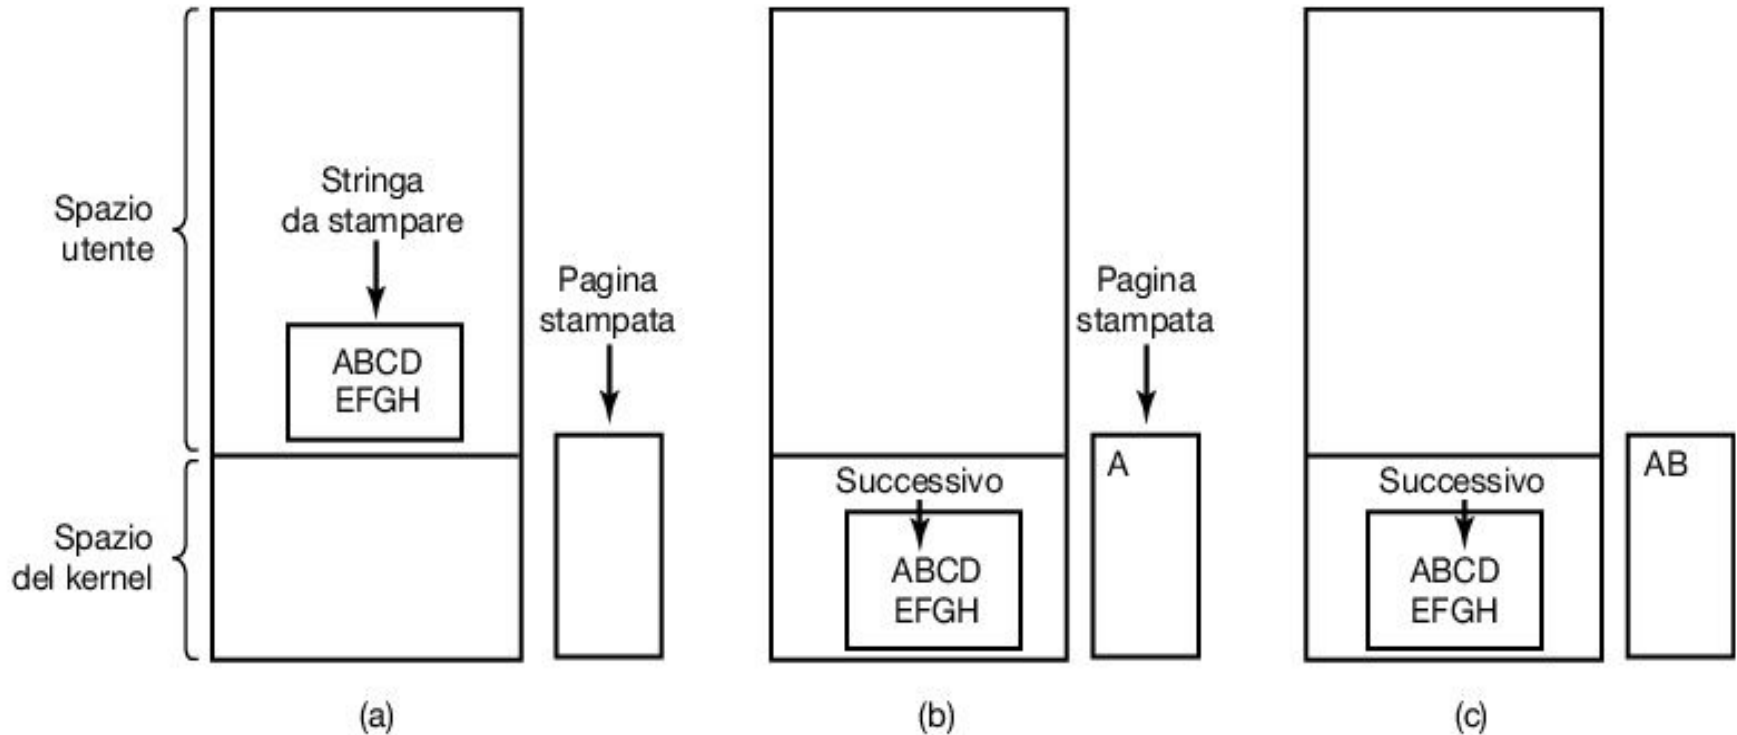 Spazio
utente
Stringa
da stampare
ABCD
EFGH
Pagina
stampata
Spazio
del kernel
(a)
Pagina
stampata
A
Successivo
ABCD
EFGH
(b)
AB
Successivo
ABCD
EFGH
(c)